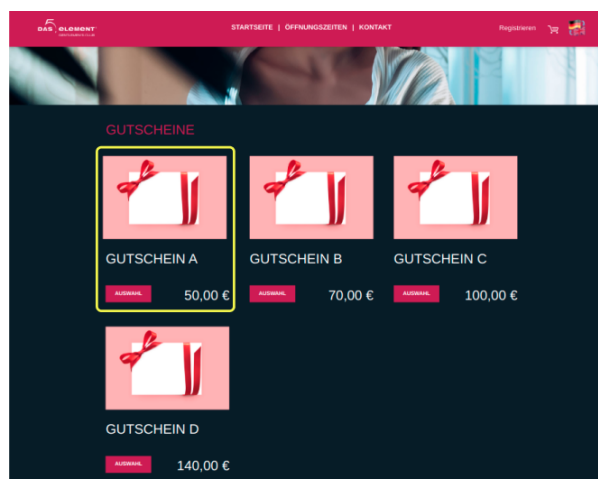 DAS 5 ELEMENT
STARTSEITE | ÖFFNUNGSZEITEN | KONTAKT
Registrieren
GUTSCHEINE
GUTSCHEIN A
GUTSCHEIN B
GUTSCHEIN C
AUSWAHL 50,00 €
AUSWAHL 70,00 €
AUSWAHL 100,00 €
GUTSCHEIN D
AUSWAHL 140,00 €